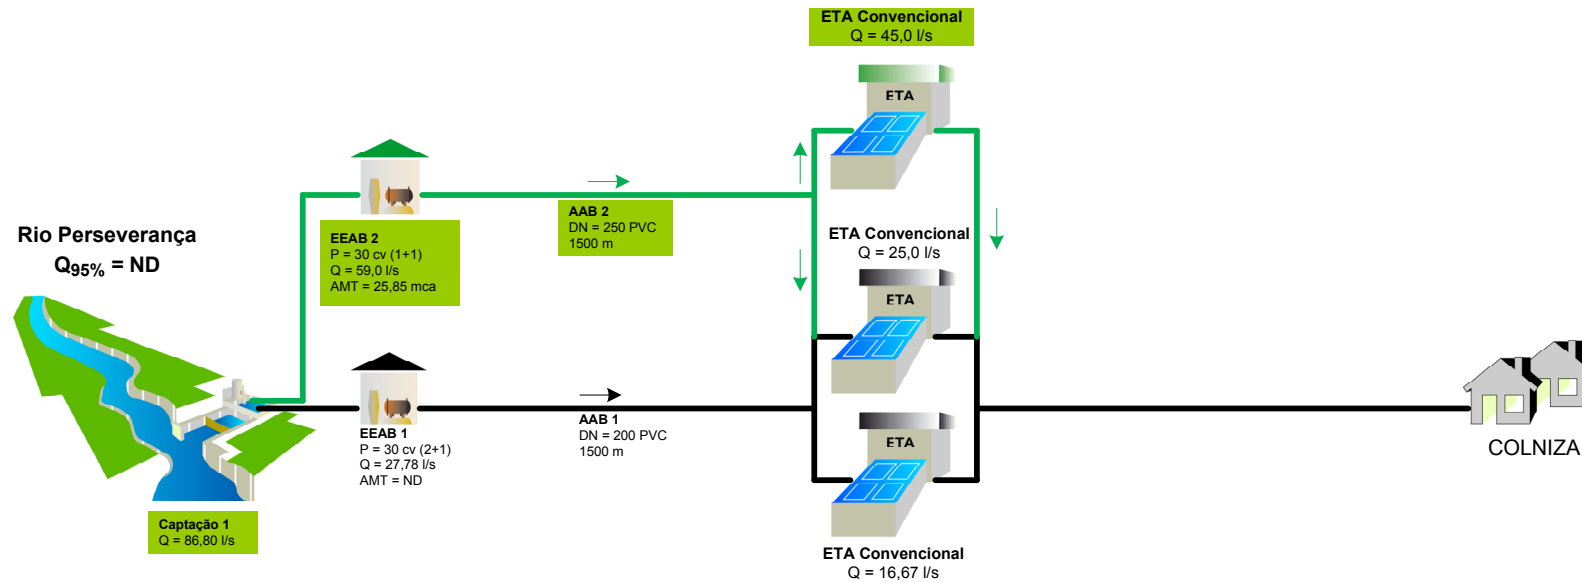 ETA Convencional
Q = 45,0 l/s
ETA
Rio Perseverança
Q95% = ND
EEAB 2
P = 30 cv (1+1)
Q = 59,0 l/s
AMT = 25,85 mca
AAB 2
DN = 250 PVC
1500 m
ETA Convencional
Q = 25,0 l/s
ETA
EEAB 1
P = 30 cv (2+1)
Q = 27,78 l/s
AMT = ND
AAB 1
DN = 200 PVC
1500 m
ETA
COLNIZA
Captação 1
Q = 86,80 l/s
ETA Convencional
Q = 16,67 l/s